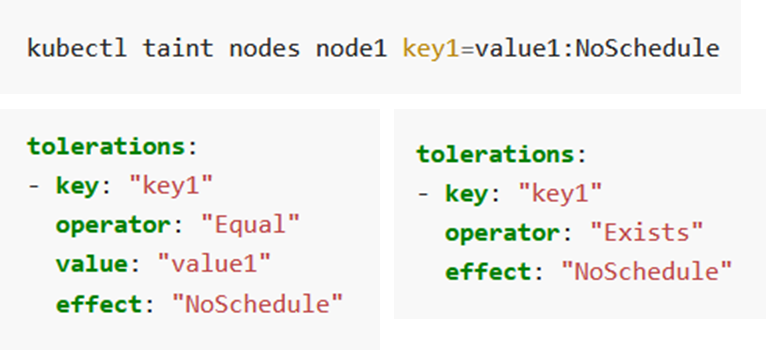 kubectl taint nodes node1 key1=value1:NoSchedule
tolerations:
- key: "key1"
  operator: "Equal"
  value: "value1"
  effect: "NoSchedule"
tolerations:
- key: "key1"
  operator: "Exists"
  effect: "NoSchedule"